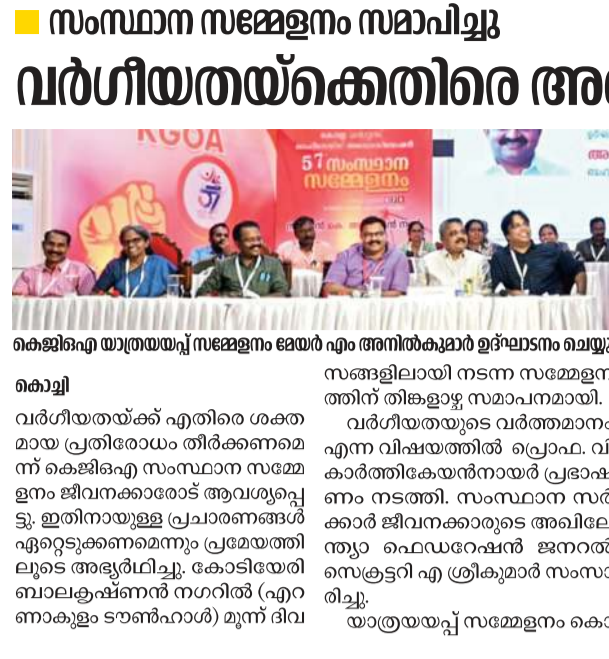 സംസ്ഥാന സമ്മേളനം സമാപിച്ചു
വർഗീയതയ്ക്കെതിരെ
KGOA
57 സംസ്ഥാന
സമ്മേളനം
കെജിഒഎ യാത്രയയപ്പ് സമ്മേളനം മേയർ എം അനിൽകുമാർ ഉദ്ഘാടനം ചെയ്യു
കൊച്ചി
വർഗീയതയ്ക്ക് എതിരെ ശക്ത
മായ പ്രതിരോധം തീർക്കണമെ
ന്ന് കെജിഒഎ സംസ്ഥാന സമ്മേ
ളനം ജീവനക്കാരോട് ആവശ്യപ്പെ
ട്ടു. ഇതിനായുള്ള പ്രചാരണങ്ങൾ
ഏറ്റെടുക്കണമെന്നും പ്രമേയത്തി
ലൂടെ അഭ്യർഥിച്ചു. കോടിയേരി
ബാലകൃഷ്ണൻ നഗറിൽ (എറ
ണാകുളം ടൗൺഹാൾ) മൂന്ന് ദിവ
സങ്ങളിലായി നടന്ന സമ്മേളന
ത്തിന് തിങ്കളാഴ്ച സമാപനമായി.
വർഗീയതയുടെ വർത്തമാനം
എന്ന വിഷയത്തിൽ പ്രൊഫ. വി
കാർത്തികേയൻനായർ പ്രഭാഷ
ണം നടത്തി. സംസ്ഥാന സർ
ക്കാർ ജീവനക്കാരുടെ അഖിലേ
ന്ത്യാ ഫെഡറേഷൻ ജനറൽ
സെക്രട്ടറി എ ശ്രീകുമാർ സംസാ
രിച്ചു.
യാത്രയയപ്പ് സമ്മേളനം കൊ